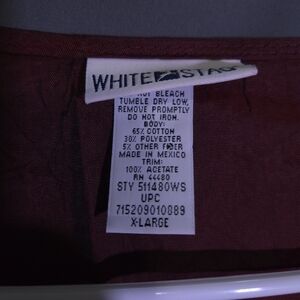 WHITE STAG
NOT BLEACH
TUMBLE DRY LOW,
REMOVE PROMPTLY
DO NOT IRON.
BODY:
65% COTTON
30% POLYESTER
5% OTHER FIBER
MADE IN MEXICO
TRIM:
100% ACETATE
RN 44480
STY 511480WS
UPC
715209010889
X-LARGE